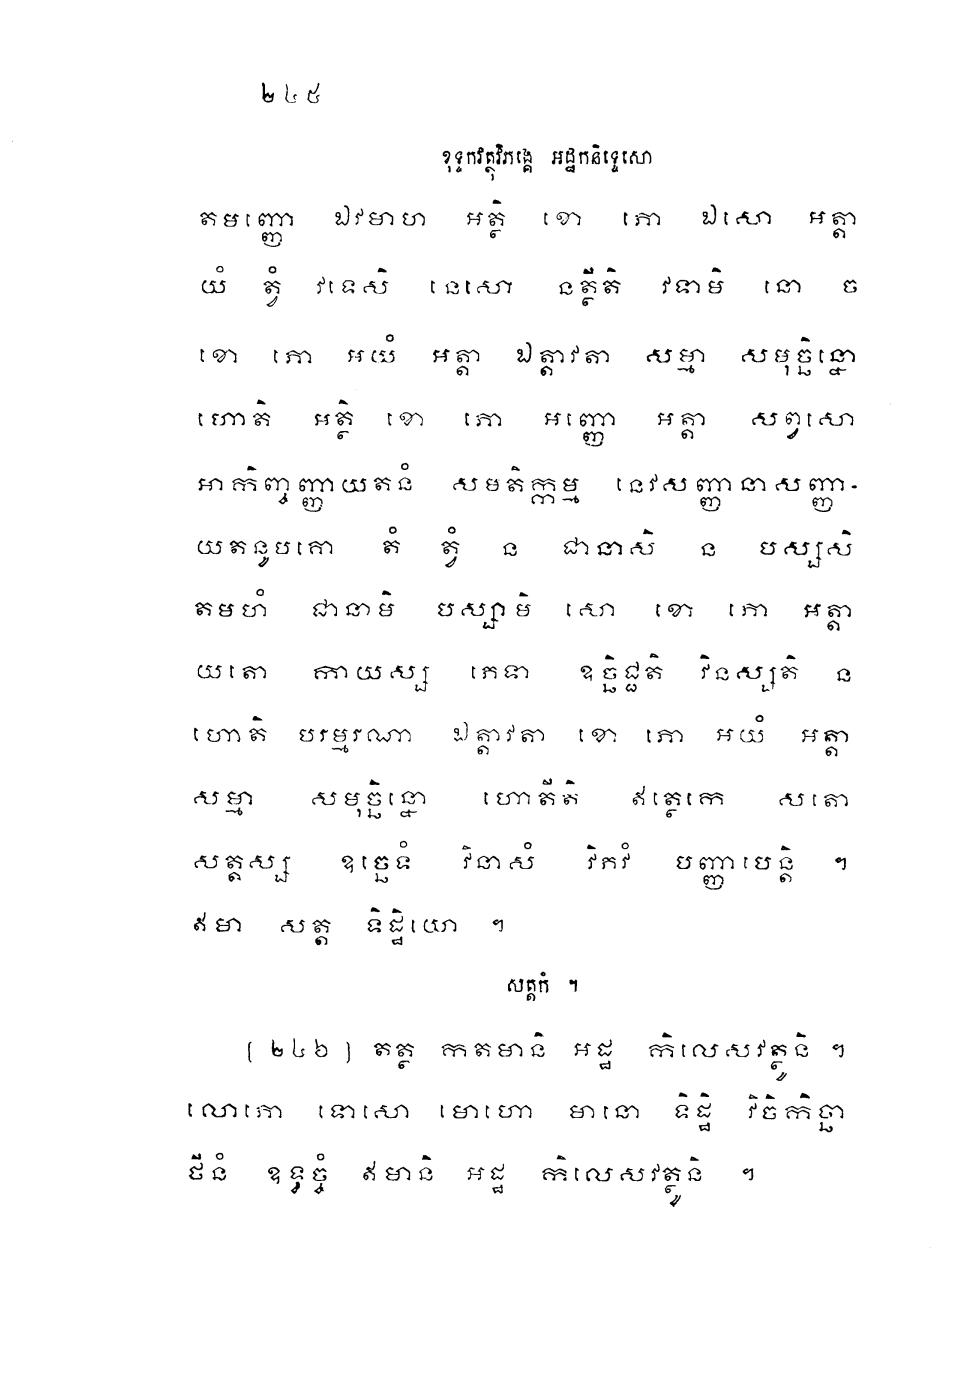 ២៤៥
ខុទ្ទកវត្ថុវិភង្គេ អដ្ឋកនិទ្ទេសោ
តមញ្ញោ ឯវមាហ អត្ថិ ខោ ភោ ឯសោ អត្តា
យំ ត្វំ វទេសិ នេសោ នត្ថីតិ វទាមិ នោ ច
ខោ ភោ អយំ អត្តា ឯត្តាវតា សម្មា សមុច្ឆិន្នោ
ហោតិ អត្ថិ ខោ ភោ អញ្ញោ អត្តា សព្វសោ
អាកិញ្ចញ្ញាយតនំ សមតិក្កម្ម នេវសញ្ញានាសញ្ញា-
យតនូបគោ តំ ត្វំ ន ជានាសិ ន បស្សសិ
តមហំ ជានាមិ បស្សាមិ សោ ខោ ភោ អត្តា
យតោ កាយស្ស ភេទា ឧច្ឆិជ្ជតិ វិនស្សតិ ន
ហោតិ បរម្មរណា ឯត្តាវតា ខោ ភោ អយំ អត្តា
សម្មា សមុច្ឆិន្នោ ហោតីតិ ឥត្ថេកេ សតោ
សត្តស្ស ឧច្ឆេទំ វិនាសំ វិភវំ បញ្ញាបេន្តិ ។
ឥមា សត្ត ទិដ្ឋិយោ ។
សត្តកំ ។
( ២៤៦ ) តត្ថ កតមានិ អដ្ឋ កិលេសវត្ថូនិ ។
លោភោ ទោសោ មោហោ មានោ ទិដ្ឋិ វិចិកិច្ឆា
ថីនំ ឧទ្ធច្ចំ ឥមានិ អដ្ឋ កិលេសវត្ថូនិ ។